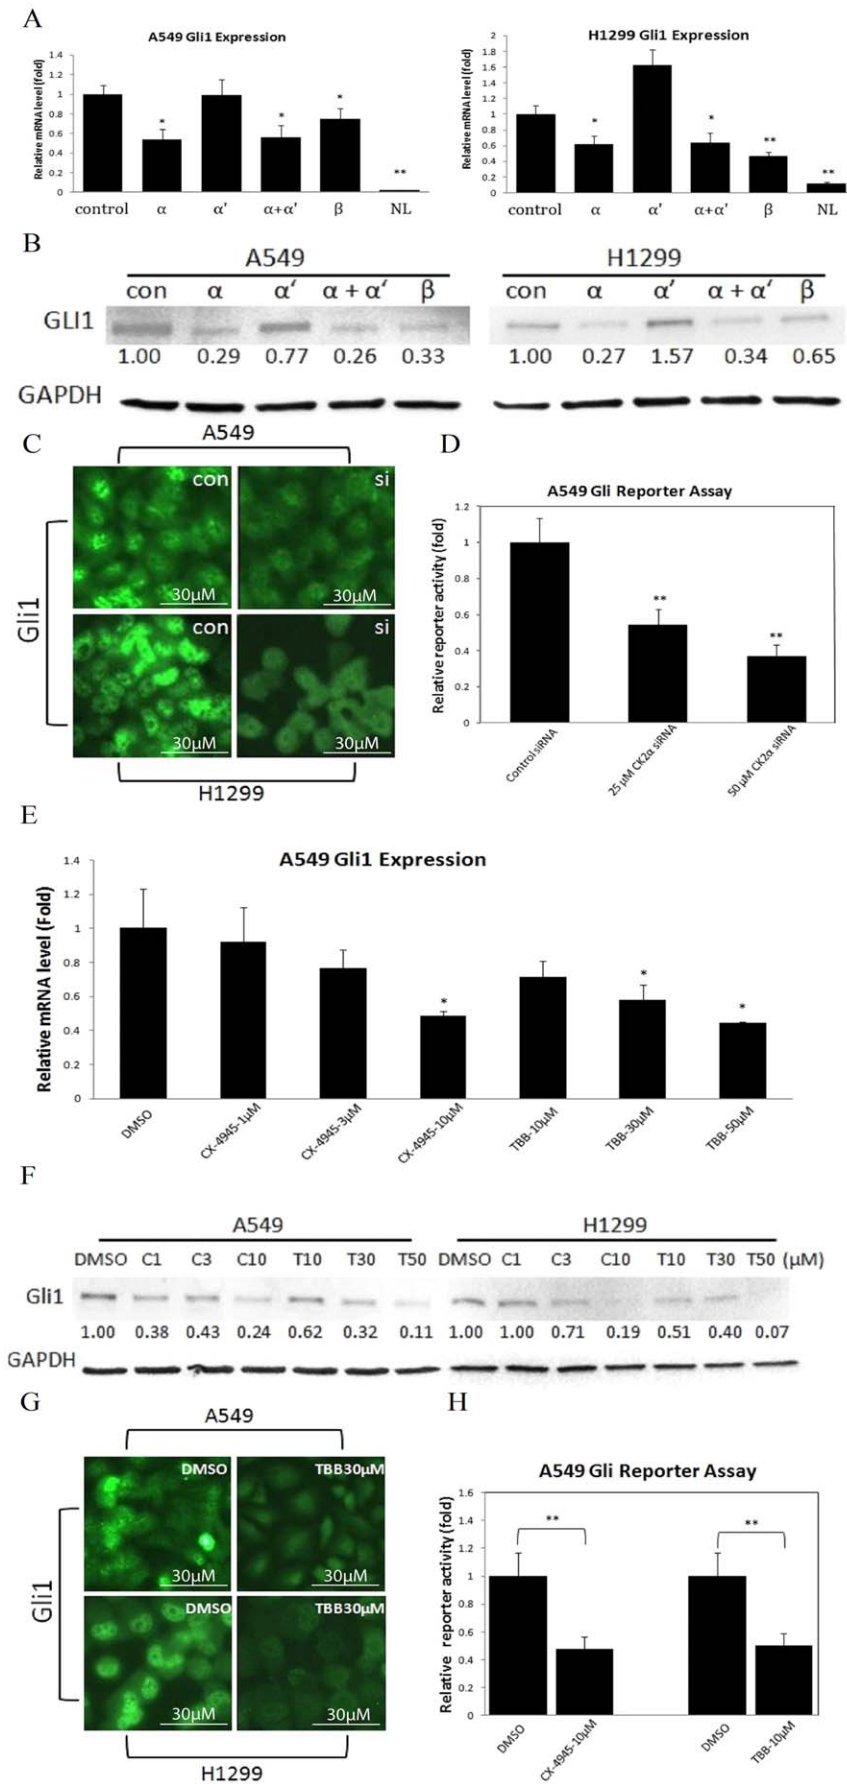 A
A549 Gli1 Expression
Relative mRNA level (fold)
1.4
1.2
1
0.8
0.6
0.4
0.2
0
*
*
*
**
control α α' α+α' β NL
H1299 Gli1 Expression
Relative mRNA level (fold)
2
1.8
1.6
1.4
1.2
1
0.8
0.6
0.4
0.2
0
*
*
**
**
control α α' α+α' β NL
B
A549
con α α' α + α' β
GLI1
1.00 0.29 0.77 0.26 0.33
GAPDH
H1299
con α α' α + α' β
1.00 0.27 1.57 0.34 0.65
C
A549
Gli1
con
30μM
si
30μM
con
30μM
si
30μM
H1299
D
A549 Gli Reporter Assay
Relative reporter activity (fold)
1.2
1
0.8
0.6
0.4
0.2
0
**
**
Control siRNA
25 μM CK2α siRNA
50 μM CK2α siRNA
E
A549 Gli1 Expression
Relative mRNA level (Fold)
1.4
1.2
1
0.8
0.6
0.4
0.2
0
*
*
*
DMSO
CX-4945-1μM
CX-4945-3μM
CX-4945-10μM
TBB-10μM
TBB-30μM
TBB-50μM
F
A549 H1299
DMSO C1 C3 C10 T10 T30 T50 DMSO C1 C3 C10 T10 T30 T50 (μM)
Gli1
1.00 0.38 0.43 0.24 0.62 0.32 0.11 1.00 1.00 0.71 0.19 0.51 0.40 0.07
GAPDH
G
A549
Gli1
DMSO
30μM
TBB30μM
30μM
DMSO
30μM
TBB30μM
30μM
H1299
H
A549 Gli Reporter Assay
Relative reporter activity (fold)
1.6
1.4
1.2
1
0.8
0.6
0.4
0.2
0
**
**
DMSO
CX-4945-10μM
DMSO
TBB-10μM